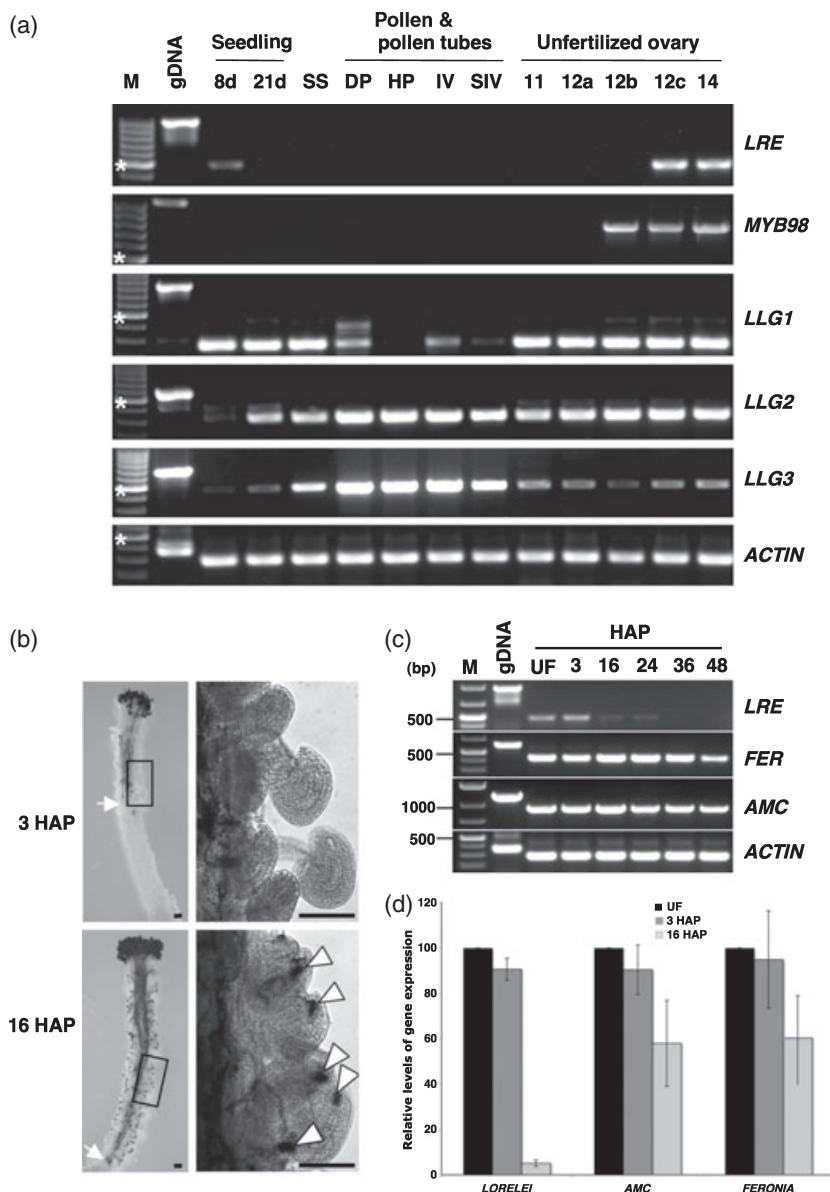 (a)
Seedling
Pollen &
pollen tubes
Unfertilized ovary
M gDNA 8d 21d SS DP HP IV SIV 11 12a 12b 12c 14
* LRE
* MYB98
* LLG1
* LLG2
* LLG3
* ACTIN
(b)
3 HAP
16 HAP
(c)
HAP
(bp) M gDNA UF 3 16 24 36 48
500 LRE
500 FER
1000 AMC
500 ACTIN
(d)
Relative levels of gene expression
120
100
80
60
40
20
0
UF
3 HAP
16 HAP
LORELEI AMC FERONIA